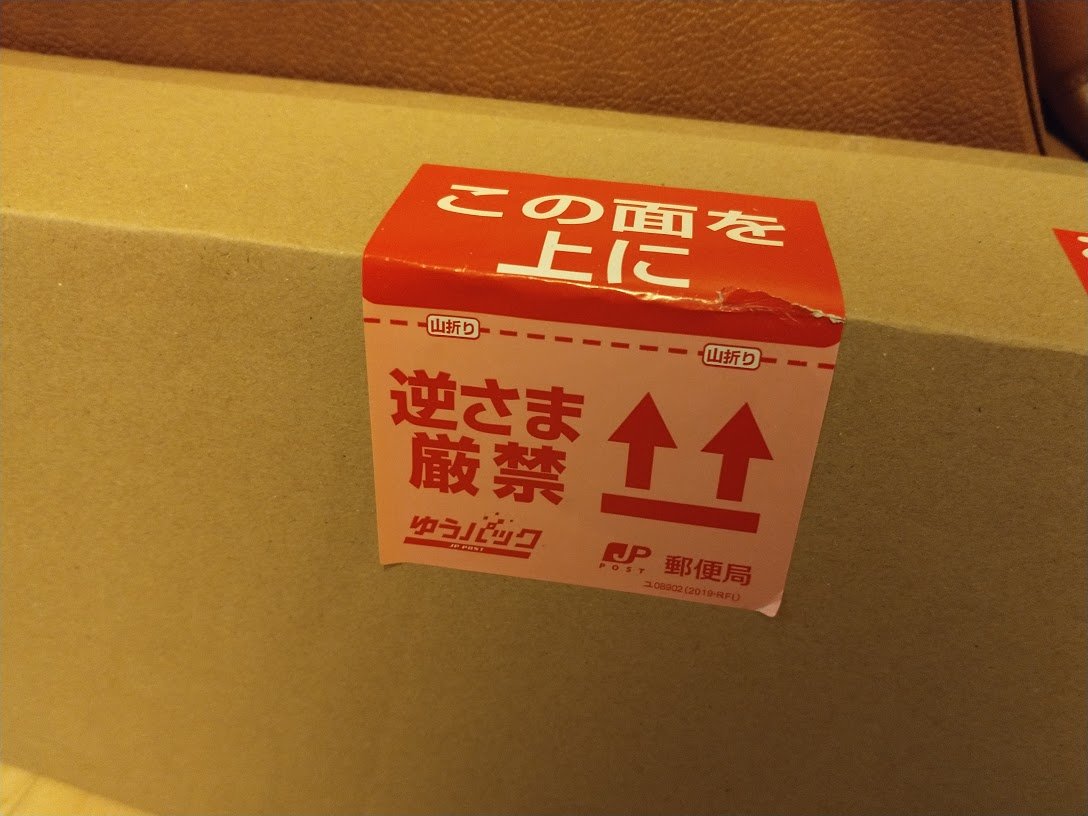 この面を
上に
山折り
山折り
逆さま
厳禁
ゆうパック
JP POST
JP
POST 郵便局
ユ08902(2019・RFL)